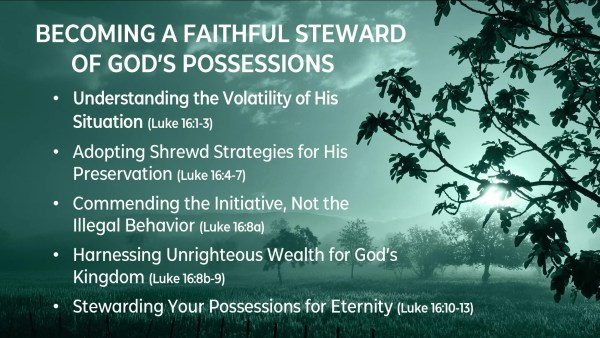 BECOMING A FAITHFUL STEWARD
OF GOD'S POSSESSIONS
• Understanding the Volatility of His
Situation (Luke 16:1-3)
• Adopting Shrewd Strategies for His
Preservation (Luke 16:4-7)
• Commending the Initiative, Not the
Illegal Behavior (Luke 16:8a)
• Harnessing Unrighteous Wealth for God's
Kingdom (Luke 16:8b-9)
• Stewarding Your Possessions for Eternity (Luke 16:10-13)